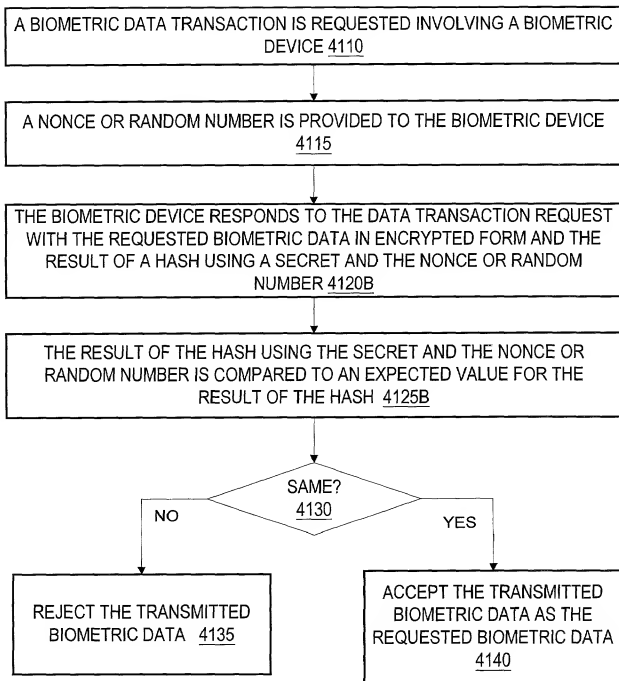 A BIOMETRIC DATA TRANSACTION IS REQUESTED INVOLVING A BIOMETRIC
DEVICE 4110
A NONCE OR RANDOM NUMBER IS PROVIDED TO THE BIOMETRIC DEVICE
4115
THE BIOMETRIC DEVICE RESPONDS TO THE DATA TRANSACTION REQUEST
WITH THE REQUESTED BIOMETRIC DATA IN ENCRYPTED FORM AND THE
RESULT OF A HASH USING A SECRET AND THE NONCE OR RANDOM
NUMBER 4120B
THE RESULT OF THE HASH USING THE SECRET AND THE NONCE OR
RANDOM NUMBER IS COMPARED TO AN EXPECTED VALUE FOR THE
RESULT OF THE HASH 4125B
SAME?
4130
NO
YES
REJECT THE TRANSMITTED
BIOMETRIC DATA 4135
ACCEPT THE TRANSMITTED
BIOMETRIC DATA AS THE
REQUESTED BIOMETRIC DATA
4140